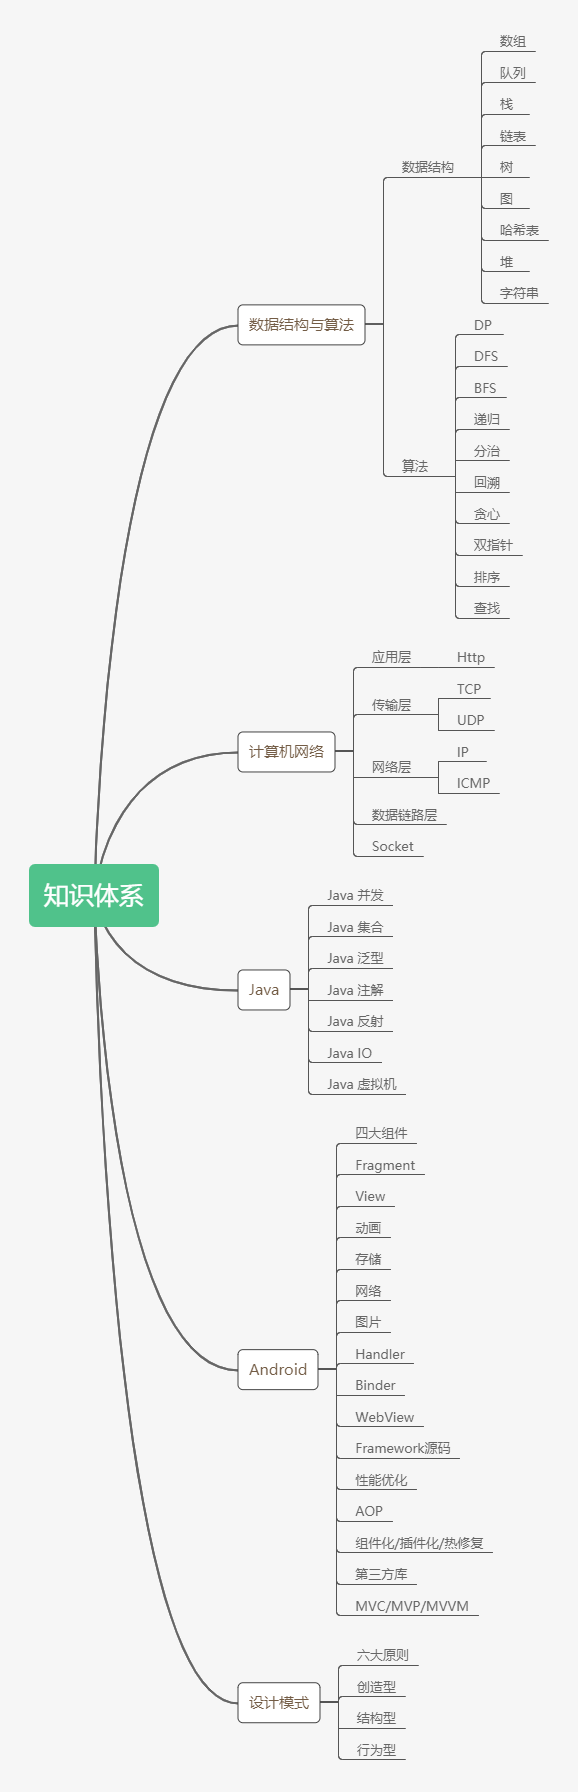 知识体系
数据结构与算法
数据结构
数组
队列
栈
链表
树
图
哈希表
堆
字符串
算法
DP
DFS
BFS
递归
分治
回溯
贪心
双指针
排序
查找
计算机网络
应用层
Http
传输层
TCP
UDP
网络层
IP
ICMP
数据链路层
Socket
Java
Java 并发
Java 集合
Java 泛型
Java 注解
Java 反射
Java IO
Java 虚拟机
Android
四大组件
Fragment
View
动画
存储
网络
图片
Handler
Binder
WebView
Framework源码
性能优化
AOP
组件化/插件化/热修复
第三方库
MVC/MVP/MVVM
设计模式
六大原则
创造型
结构型
行为型